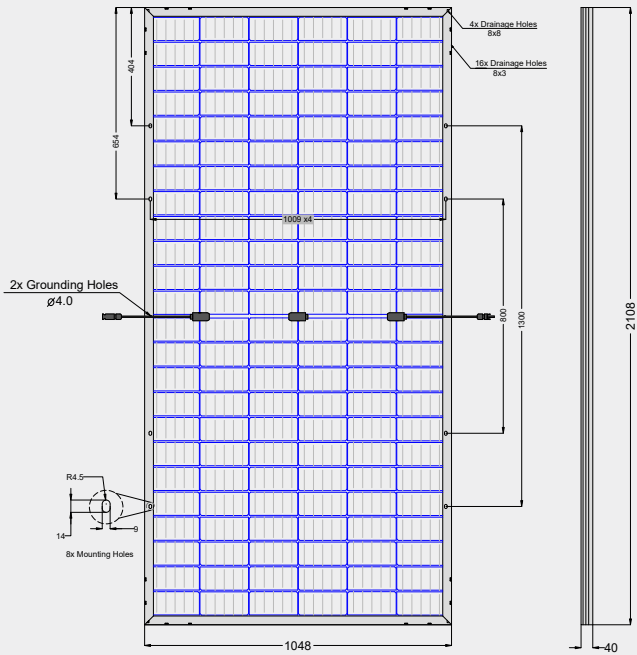 4x Drainage Holes
8x8
16x Drainage Holes
8x3
404
654
1009 x4
2x Grounding Holes
Ø4.0
800
1300
2108
R4.5
14
9
8x Mounting Holes
1048
40